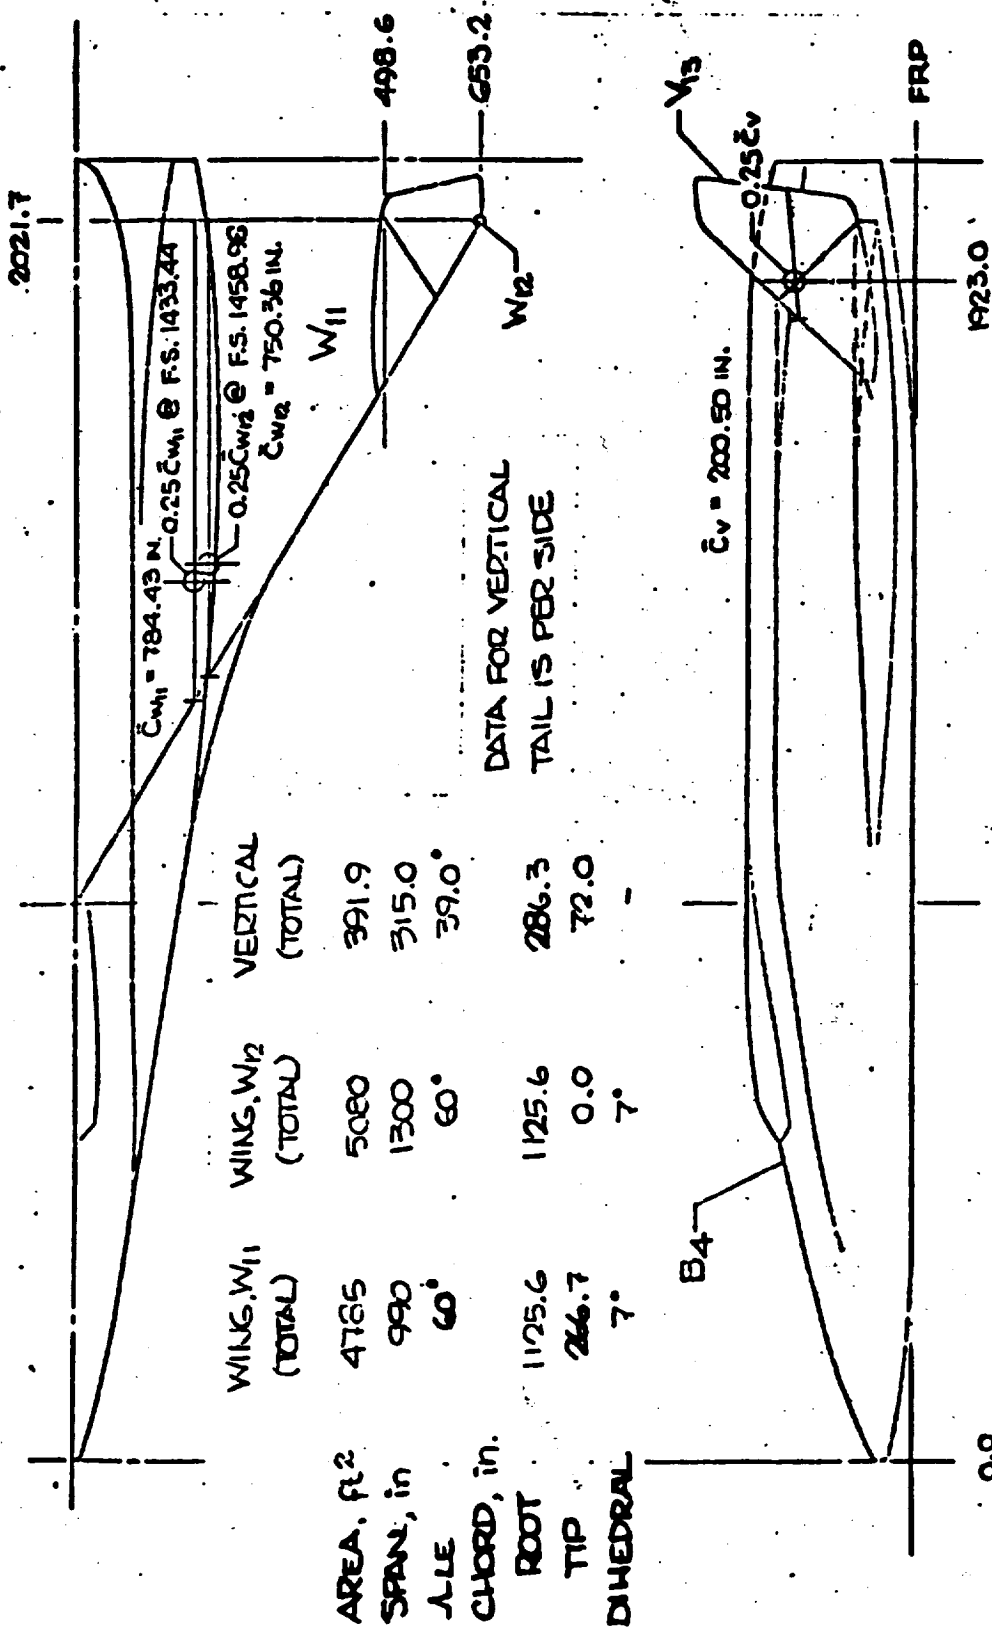 2021.7
C̄W11 = 784.43 IN.
0.25 C̄W11 @ F.S. 1433.44
0.25 C̄W12 @ F.S. 1458.98
C̄W12 = 750.36 IN.
W11
498.6
653.2
W12
WING, W11 WING, W12 VERTICAL
(TOTAL) (TOTAL) (TOTAL)
AREA, ft2 4785 5080 391.9
SPAN, in 990 1300 315.0
ΛLE 60° 60° 39.0°
CHORD, in.
ROOT 1125.6 1125.6 286.3
TIP 266.7 0.0 72.0
DIHEDRAL 7° 7° -
DATA FOR VERTICAL
TAIL IS PER SIDE
B4
C̄V = 200.50 IN.
V13
0.25 C̄V
FRP
0.0
1923.0